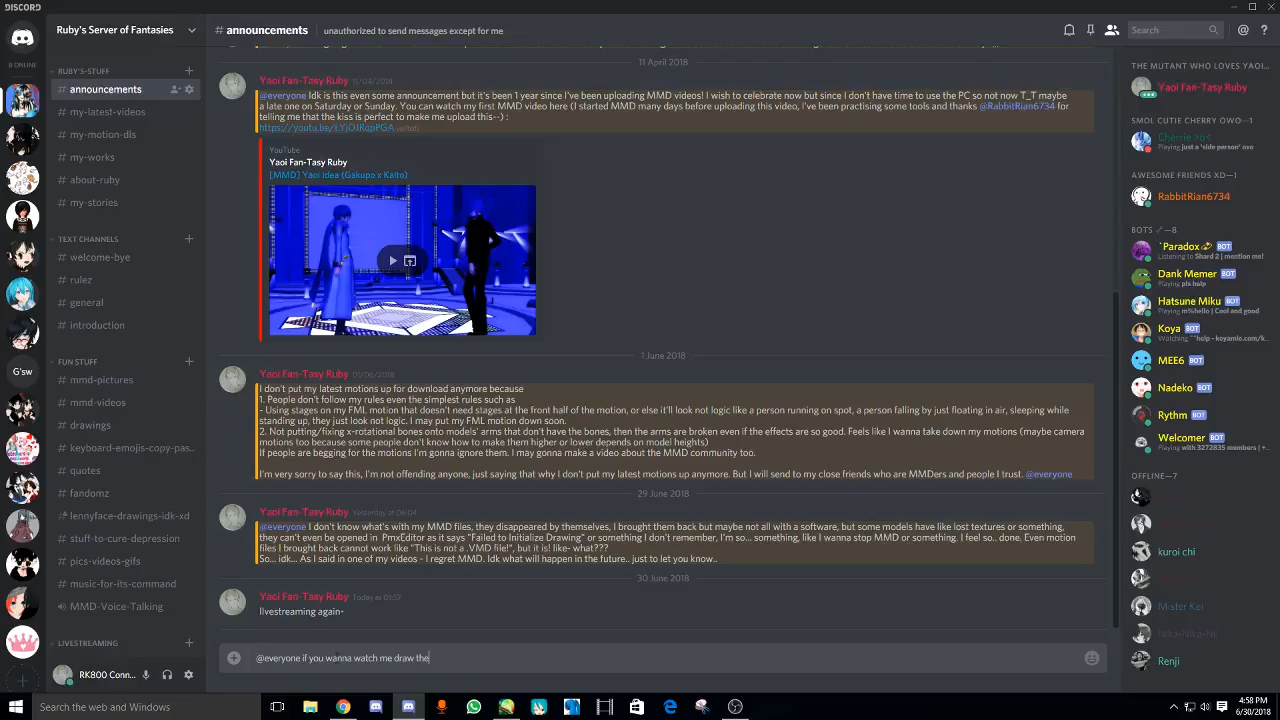 DISCORD
8 ONLINE
G'sw
Ruby's Server of Fantasies
RUBY'S-STUFF
# announcements
# my-latest-videos
# my-motion-dls
# my-works
# about-ruby
# my-stories
TEXT CHANNELS
# welcome-bye
# rulez
# general
# introduction
FUN STUFF
# mmd-pictures
# mmd-videos
# drawings
# keyboard-emojis-copy-pas...
# quotes
# fandomz
# lennyface-drawings-idk-xd
# stuff-to-cure-depression
# pics-videos-gifs
# music-for-its-command
MMD-Voice-Talking
LIVESTREAMING
RK800 Conn...
# announcements
unauthorized to send messages except for me
Search
11 April 2018
Yaoi Fan-Tasy Ruby 11/04/2018
@everyone Idk is this even some announcement but it's been 1 year since I've been uploading MMD videos! I wish to celebrate now but since I don't have time to use the PC so not now T_T maybe
a late one on Saturday or Sunday. You can watch my first MMD video here (I started MMD many days before uploading this video, i've been practising some tools and thanks @RabbitRian6734 for
telling me that the kiss is perfect to make me upload this--) :
YouTube
Yaoi Fan-Tasy Ruby
[MMD] Yaoi Idea (Gakupo x Kaito)
1 June 2018
Yaoi Fan-Tasy Ruby 01/06/2018
I don't put my latest motions up for download anymore because
1. People don't follow my rules even the simplest rules such as
- Using stages on my FML motion that doesn't need stages at the front half of the motion, or else it'll look not logic like a person running on spot, a person falling by just floating in air, sleeping while
standing up, they just look not logic. I may put my FML motion down soon.
2. Not putting/fixing x-rotational bones onto models' arms that don't have the bones, then the arms are broken even if the effects are so good. Feels like I wanna take down my motions (maybe camera
motions too because some people don't know how to make them higher or lower depends on model heights)
If people are begging for the motions I'm gonna ignore them. I may gonna make a video about the MMD community too.
I'm very sorry to say this, I'm not offending anyone, just saying that why I don't put my latest motions up anymore. But I will send to my close friends who are MMDers and people I trust. @everyone
29 June 2018
Yaoi Fan-Tasy Ruby Yesterday at 06:04
@everyone I don't know what's with my MMD files, they disappeared by themselves, I brought them back but maybe not all with a software, but some models have like lost textures or something,
they can't even be opened in PmxEditor as it says "Failed to Initialize Drawing" or something I don't remember, I'm so... something, like I wanna stop MMD or something. I feel so.. done. Even motion
files I brought back cannot work like "This is not a .VMD file!", but it is! like- what???
So... idk... As I said in one of my videos - I regret MMD. Idk what will happen in the future.. just to let you know..
30 June 2018
Yaoi Fan-Tasy Ruby Today at 01:57
livestreaming again-
@everyone if you wanna watch me draw the
THE MUTANT WHO LOVES YAOI...
Yaoi Fan-Tasy Ruby
SMOL CUTIE CHERRY OWO—1
Cherrie >o<
Playing just a 'side person' ovo
AWESOME FRIENDS XD—1
RabbitRian6734
BOTS —8
`Paradox BOT
Listening to Shard 2 | mention me!
Dank Memer BOT
Playing pls help
Hatsune Miku BOT
Playing m%hello | Cool and good
Koya BOT
Watching ^^help - koyamie.com/k...
MEE6 BOT
Nadeko BOT
Rythm BOT
Welcomer BOT
Playing with 3272835 members | +...
OFFLINE—7
kuroi chi
Mister Kei
Nika-Nika-Nii
Renji
Search the web and Windows
4:58 PM
6/30/2018